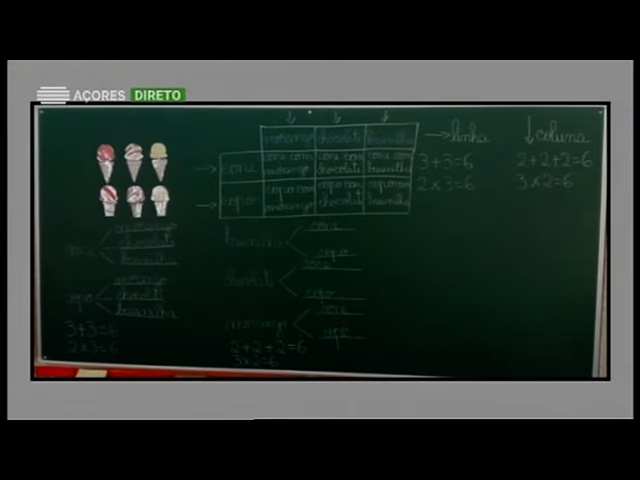 AÇORES DIRETO
morango chocolate baunilha
→ linha
↓ coluna
cone cone com morango cone com chocolate cone com baunilha
3+3=6
2+2+2=6
copo copo com morango copo com chocolate copo com baunilha
2×3=6
3×2=6
cone
morango
chocolate
baunilha
copo
morango
chocolate
baunilha
3+3=6
2×3=6
baunilha
cone
copo
chocolate
cone
copo
morango
cone
copo
2+2+2=6
3×2=6